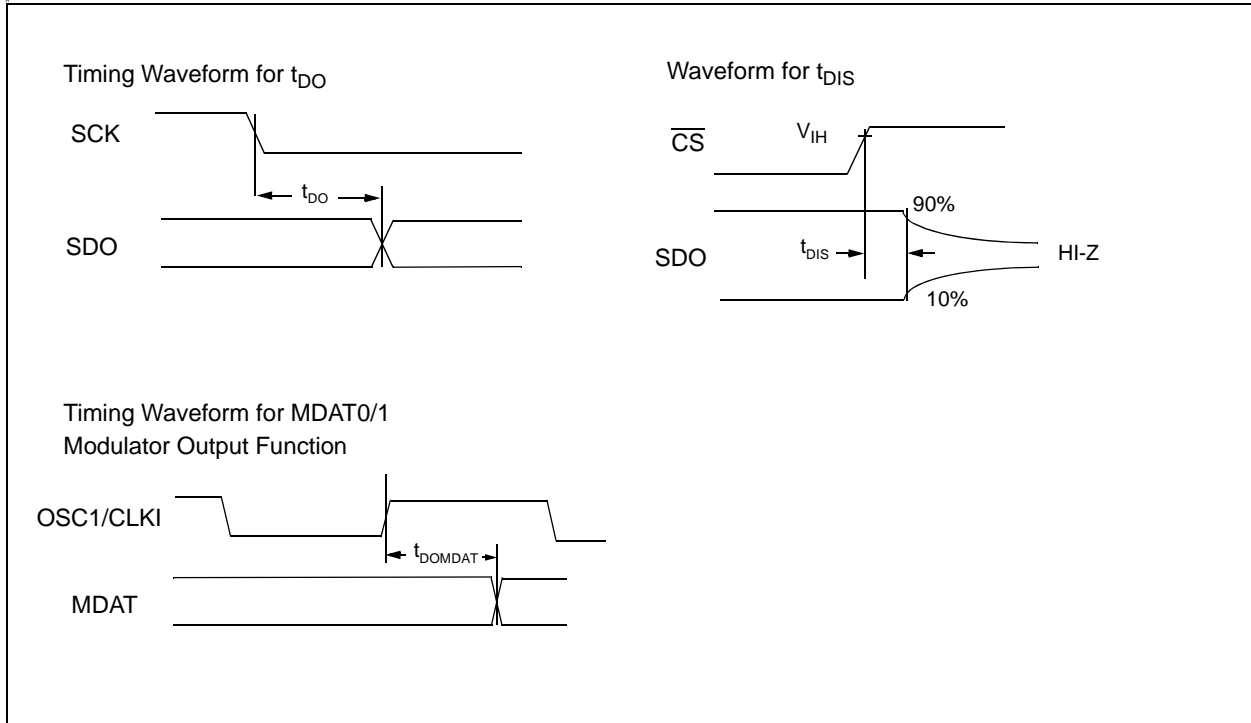 Timing Waveform for tDO
SCK
tDO
SDO
Waveform for tDIS
CS
VIH
90%
tDIS
SDO
HI-Z
10%
Timing Waveform for MDAT0/1
Modulator Output Function
OSC1/CLKI
tDOMDAT
MDAT